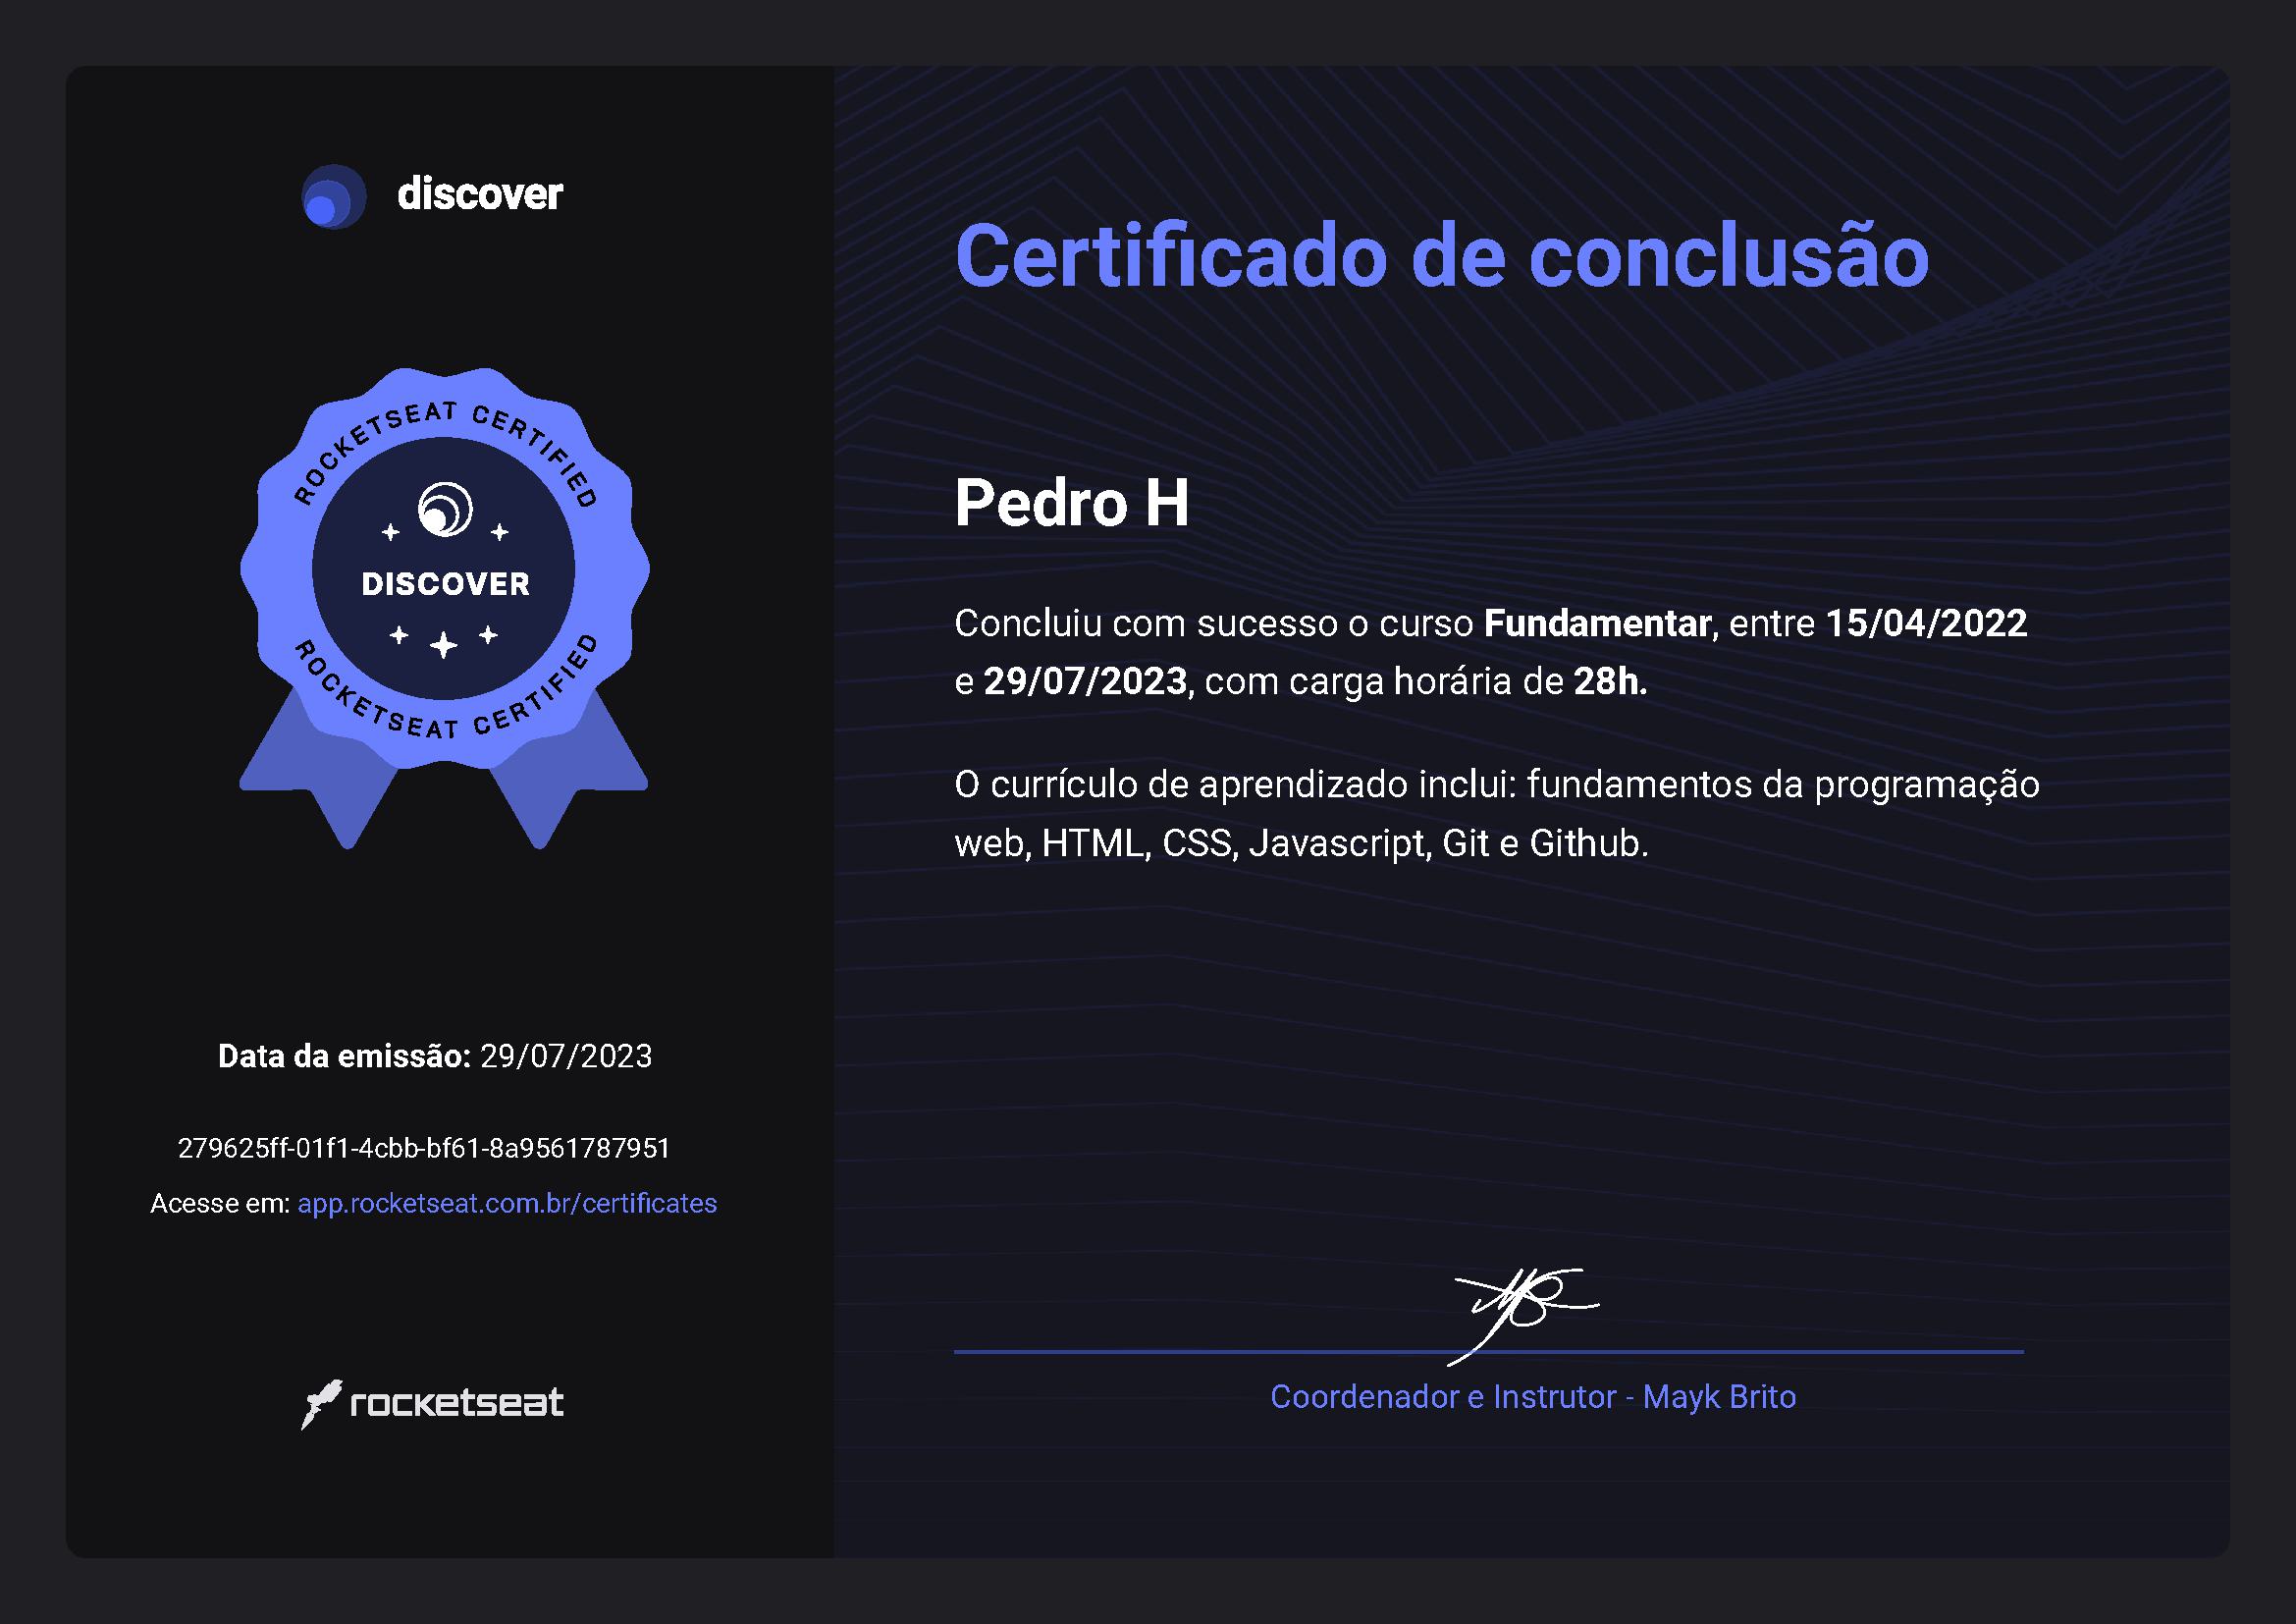 discover
ROCKETSEAT CERTIFIED
DISCOVER
ROCKETSEAT CERTIFIED
Data da emissão: 29/07/2023
279625ff-01f1-4cbb-bf61-8a9561787951
Acesse em: app.rocketseat.com.br/certificates
rocketseat
Certificado de conclusão
Pedro H
Concluiu com sucesso o curso Fundamentar, entre 15/04/2022
e 29/07/2023, com carga horária de 28h.
O currículo de aprendizado inclui: fundamentos da programação
web, HTML, CSS, Javascript, Git e Github.
Coordenador e Instrutor - Mayk Brito